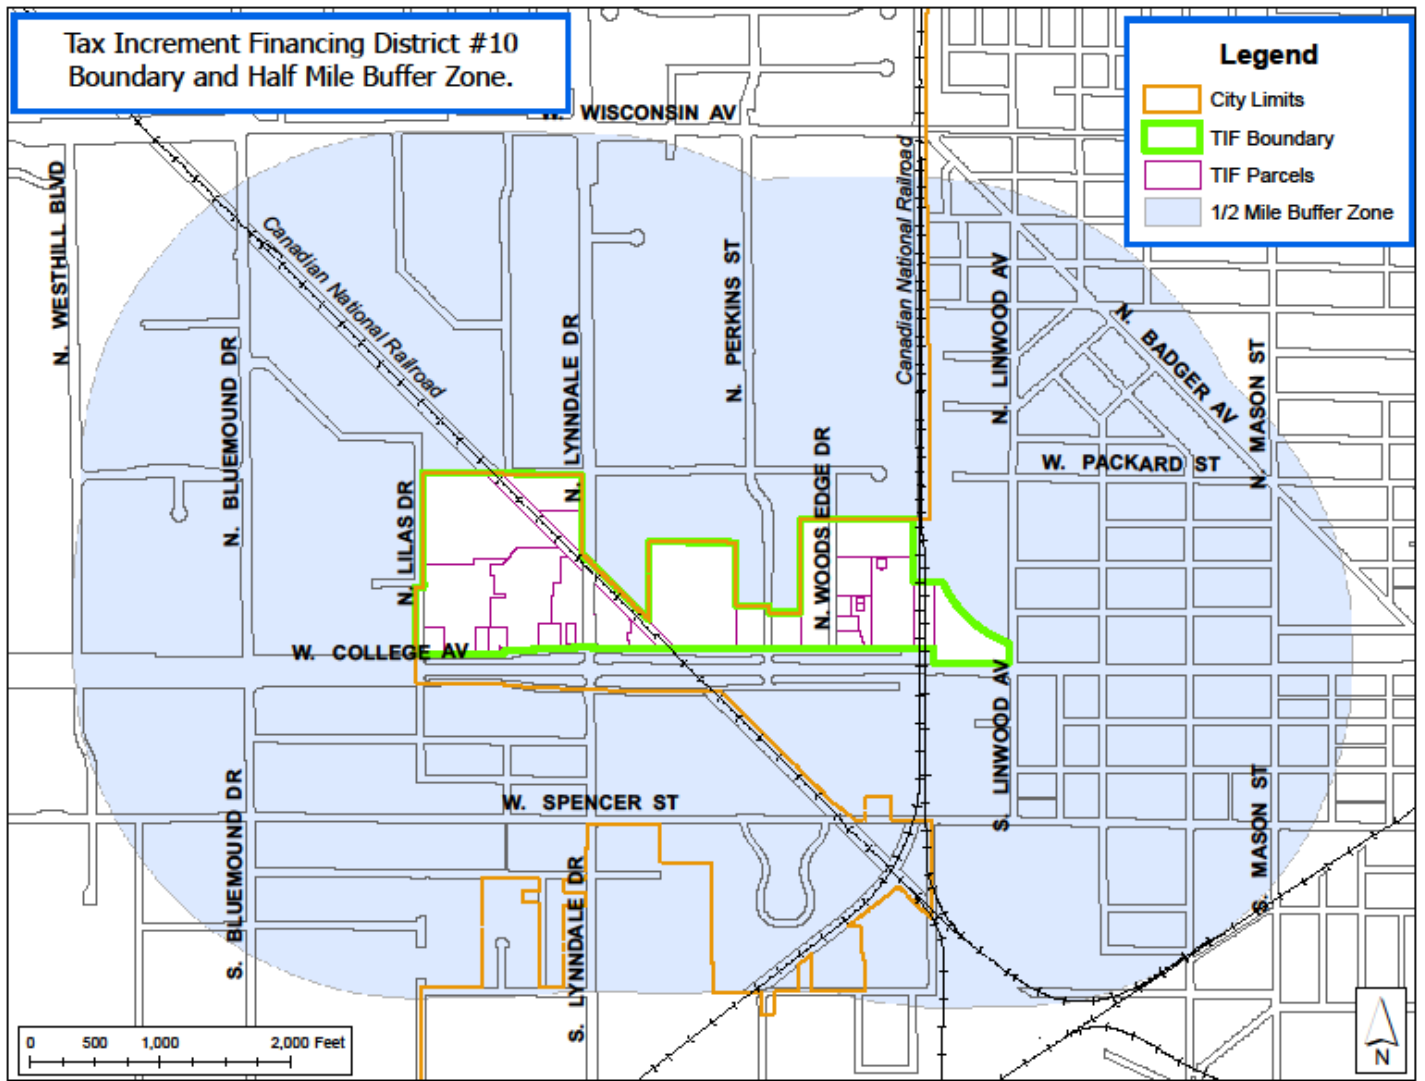 Tax Increment Financing District #10
Boundary and Half Mile Buffer Zone.
Legend
City Limits
TIF Boundary
TIF Parcels
1/2 Mile Buffer Zone
W. WISCONSIN AV
N. WESTHILL BLVD
Canadian National Railroad
Canadian National Railroad
N. BLUEMOUND DR
N. LYNNDALE DR
N. PERKINS ST
N. LINWOOD AV
N. BADGER AV
N. MASON ST
W. PACKARD ST
N. LILAS DR
N. WOODS EDGE DR
W. COLLEGE AV
S. LINWOOD AV
W. SPENCER ST
S. BLUEMOUND DR
S. LYNNDALE DR
S. MASON ST
0 500 1,000 2,000 Feet
N